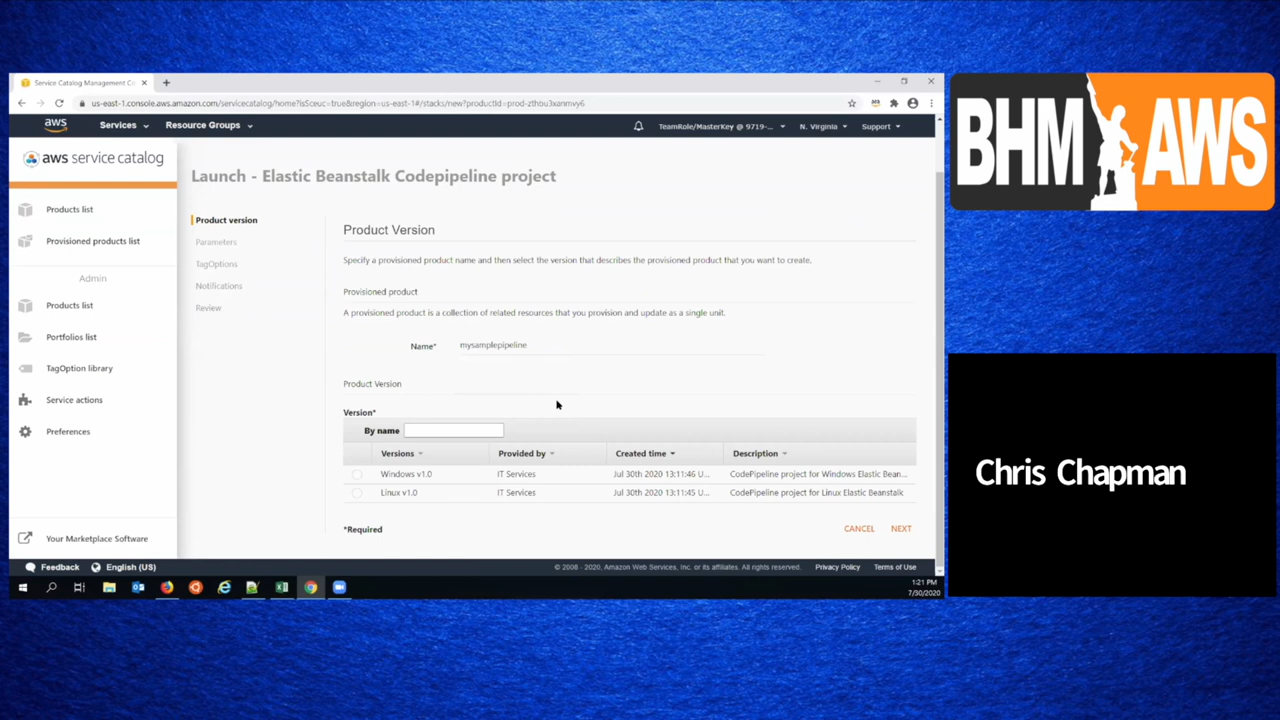 Service Catalog Management Co
us-east-1.console.aws.amazon.com/servicecatalog/home?isSceuc=true&region=us-east-1#/stacks/new?productId=prod-zthou3xanmvy6
aws
Services
Resource Groups
TeamRole/MasterKey @ 9719-...
N. Virginia
Support
BHM AWS
aws service catalog
Products list
Provisioned products list
Admin
Products list
Portfolios list
TagOption library
Service actions
Preferences
Your Marketplace Software
Launch - Elastic Beanstalk Codepipeline project
Product version
Parameters
TagOptions
Notifications
Review
Product Version
Specify a provisioned product name and then select the version that describes the provisioned product that you want to create.
Provisioned product
A provisioned product is a collection of related resources that you provision and update as a single unit.
Name* mysamplepipeline
Product Version
Version*
By name
Versions Provided by Created time Description
Windows v1.0 IT Services Jul 30th 2020 13:11:46 U... CodePipeline project for Windows Elastic Bean...
Linux v1.0 IT Services Jul 30th 2020 13:11:45 U... CodePipeline project for Linux Elastic Beanstalk
*Required
CANCEL NEXT
Chris Chapman
Feedback English (US) © 2008 - 2020, Amazon Web Services, Inc. or its affiliates. All rights reserved. Privacy Policy Terms of Use
1:21 PM
7/30/2020